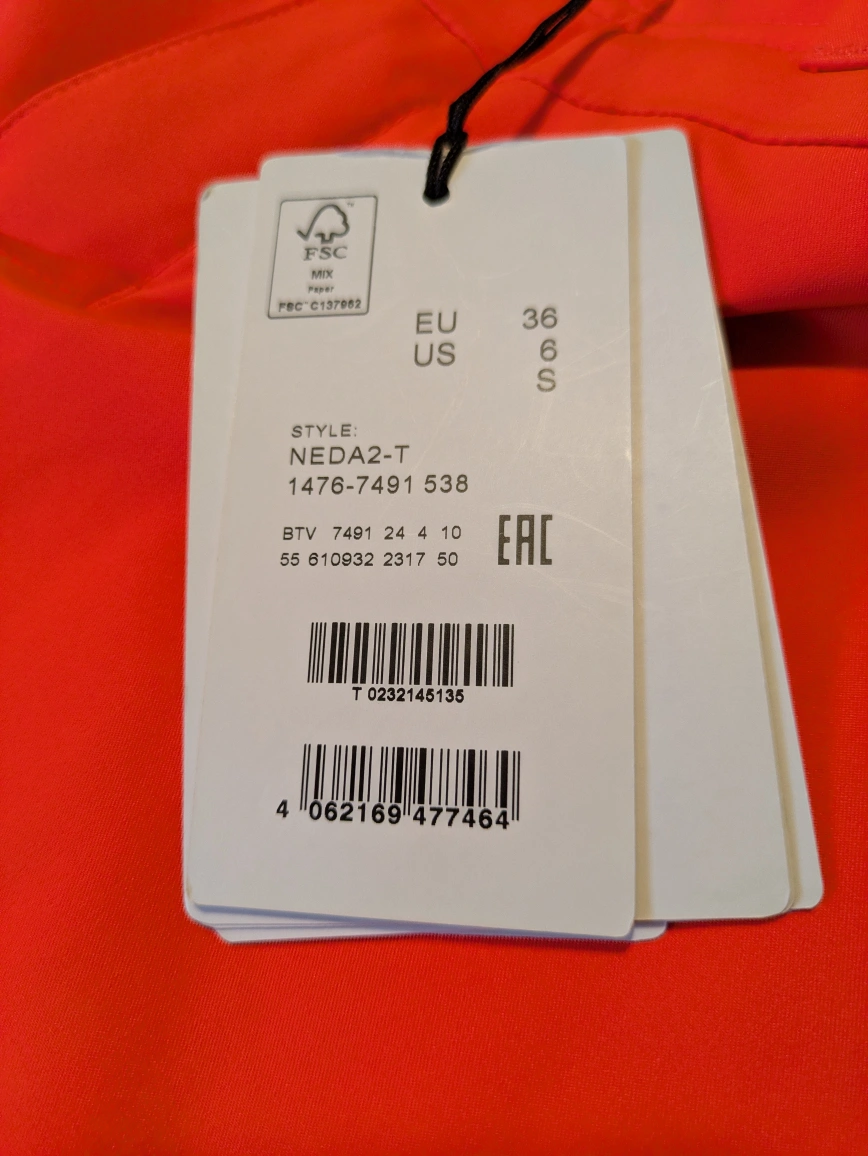 FSC
MIX
Paper
FSC™ C137962
EU 36
US 6
S
STYLE:
NEDA2-T
1476-7491 538
BTV 7491 24 4 10
55 610932 2317 50
EAC
T 0232145135
4 062169 477464